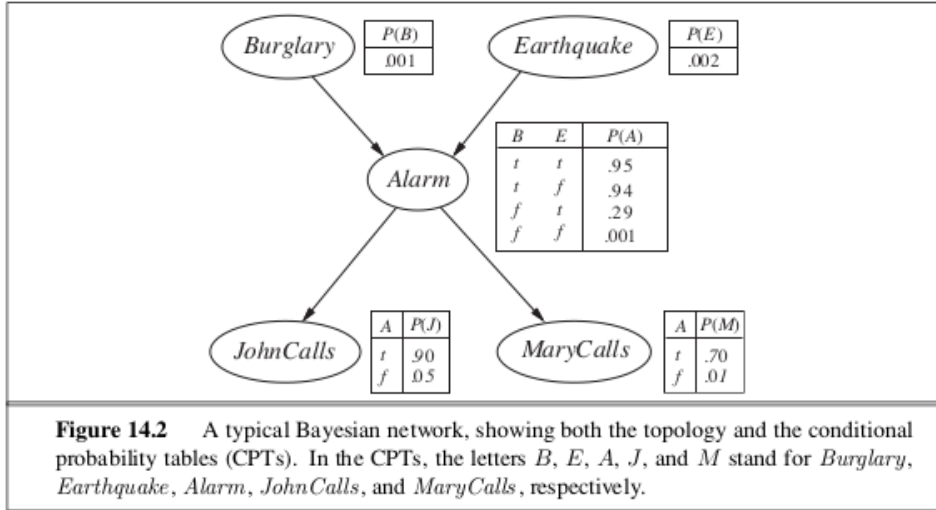 Burglary
P(B)
.001
Earthquake
P(E)
.002
B E P(A)
t t .95
t f .94
f t .29
f f .001
Alarm
JohnCalls
A P(J)
t .90
f .05
MaryCalls
A P(M)
t .70
f .01
Figure 14.2 A typical Bayesian network, showing both the topology and the conditional
probability tables (CPTs). In the CPTs, the letters B, E, A, J, and M stand for Burglary,
Earthquake, Alarm, JohnCalls, and MaryCalls, respectively.